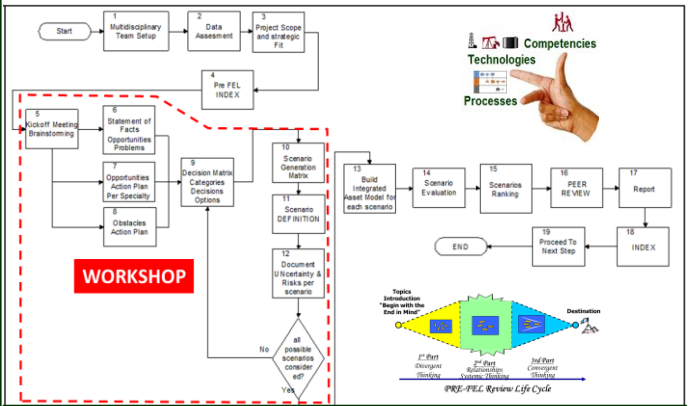 Start
1
Multidisciplinary
Team Setup
2
Data
Assesment
3
Project Scope
and strategic
Fit
4
Pre FEL
INDEX
5
Kickoff Meeting
Brainstorming
6
Statement of
Facts
Opportunities
Problems
7
Opportunities
Action Plan
Per Specialty
8
Obstacles
Action Plan
9
Decision Matrix
Categories
Decisions
Options
10
Scenario
Generation
Matrix
11
Scenario
DEFINITION
12
Document
UNcertainty &
Risks per
scenario
all
possible
scenarios
consider
ed?
No
Yes
WORKSHOP
Competencies
Technologies
Processes
13
Build
Integrated
Asset Model for
each scenario
14
Scenario
Evaluation
15
Scenarios
Ranking
16
PEER
REVIEW
17
Report
18
INDEX
19
Proceed To
Next Step
END
Topics
Introduction
"Begin with the
End in Mind"
Destination
1st Part
Divergent
Thinking
2nd Part
Relationships
Systemic Thinking
3rd Part
Convergent
Thinking
PRE-FEL Review Life Cycle